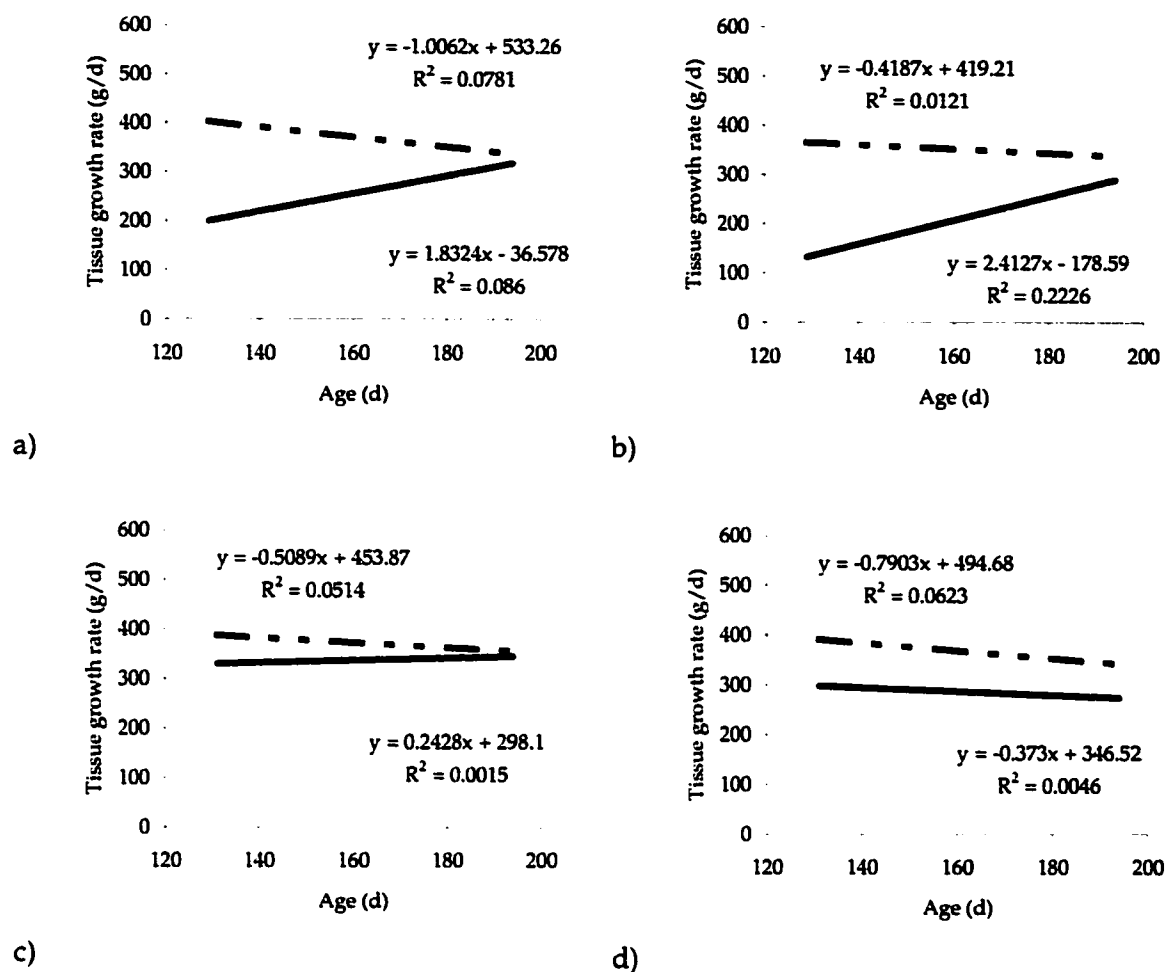 Tissue growth rate (g/d)
600
500
400
300
200
100
0
y = -1.0062x + 533.26
R² = 0.0781
y = 1.8324x - 36.578
R² = 0.086
120 140 160 180 200
Age (d)
a)
Tissue growth rate (g/d)
600
500
400
300
200
100
0
y = -0.4187x + 419.21
R² = 0.0121
y = 2.4127x - 178.59
R² = 0.2226
120 140 160 180 200
Age (d)
b)
Tissue growth rate (g/d)
600
500
400
300
200
100
0
y = -0.5089x + 453.87
R² = 0.0514
y = 0.2428x + 298.1
R² = 0.0015
120 140 160 180 200
Age (d)
c)
Tissue growth rate (g/d)
600
500
400
300
200
100
0
y = -0.7903x + 494.68
R² = 0.0623
y = -0.373x + 346.52
R² = 0.0046
120 140 160 180 200
Age (d)
d)